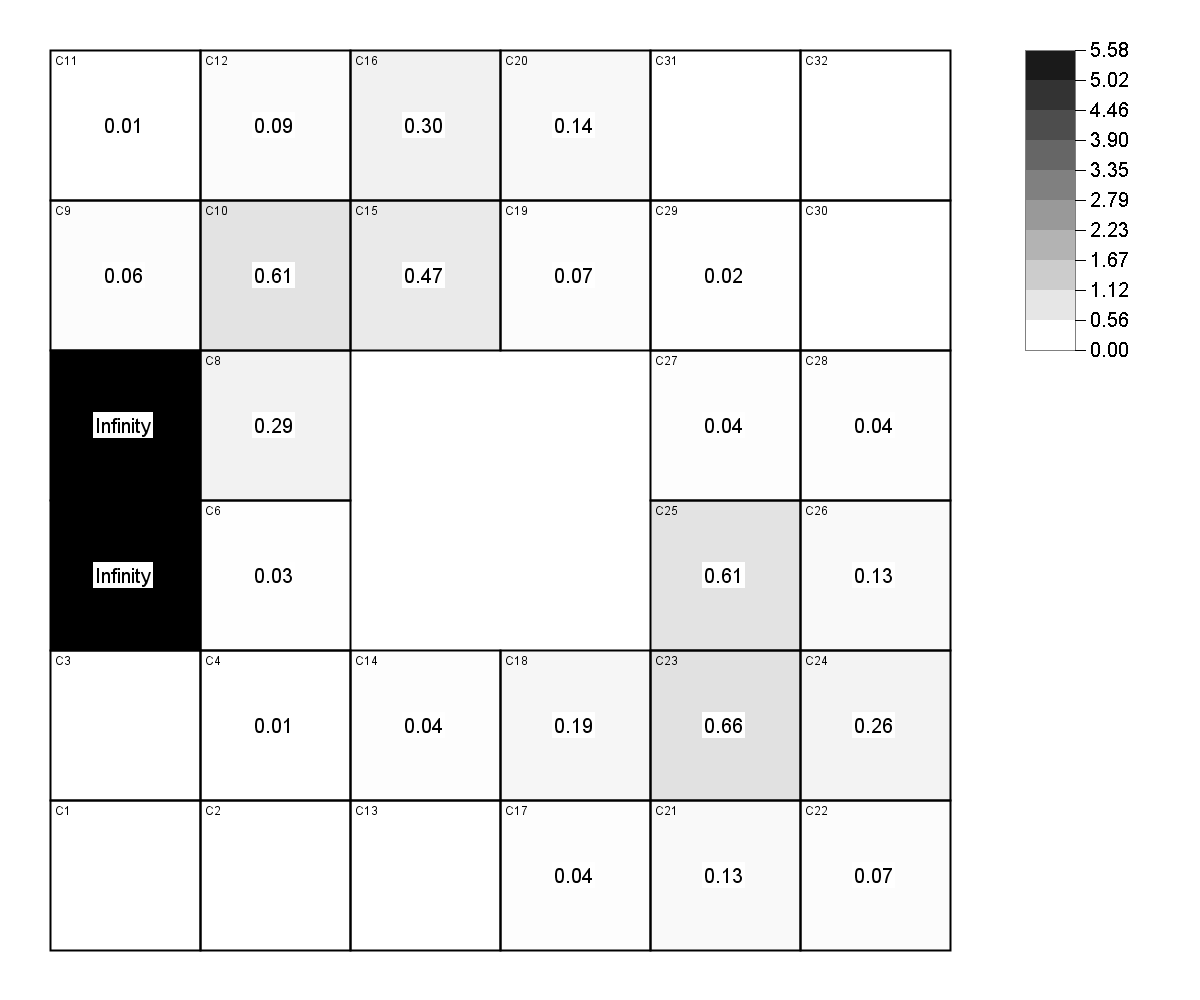 C11 C12 C16 C20 C31 C32
0.01 0.09 0.30 0.14
C9 C10 C15 C19 C29 C30
0.06 0.61 0.47 0.07 0.02
C8 C27 C28
Infinity 0.29 0.04 0.04
C6 C25 C26
Infinity 0.03 0.61 0.13
C3 C4 C14 C18 C23 C24
0.01 0.04 0.19 0.66 0.26
C1 C2 C13 C17 C21 C22
0.04 0.13 0.07
5.58
5.02
4.46
3.90
3.35
2.79
2.23
1.67
1.12
0.56
0.00